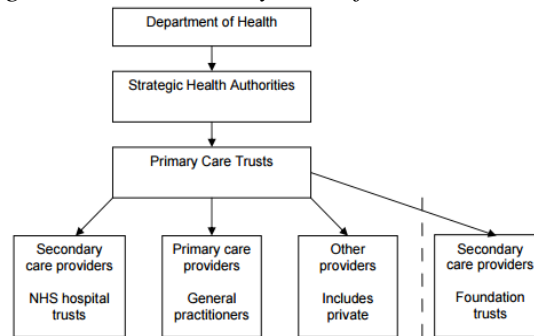 Department of Health
Strategic Health Authorities
Primary Care Trusts
Secondary
care providers
NHS hospital
trusts
Primary care
providers
General
practitioners
Other
providers
Includes
private
Secondary
care providers
Foundation
trusts